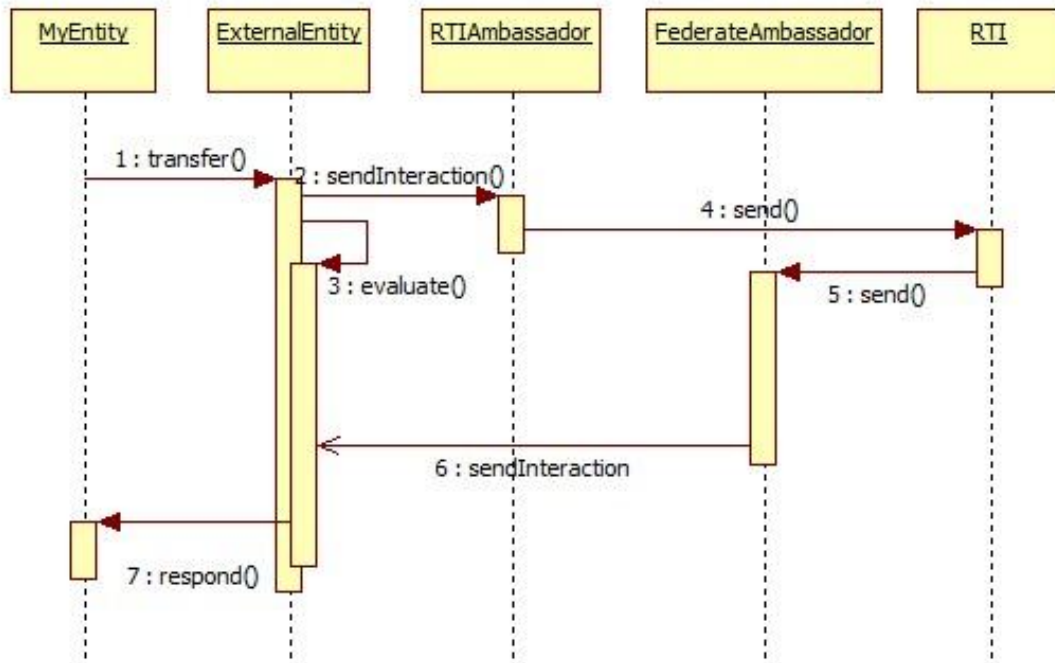 MyEntity
ExternalEntity
RTIAmbassador
FederateAmbassador
RTI
1 : transfer()
2 : sendInteraction()
4 : send()
3 : evaluate()
5 : send()
6 : sendInteraction
7 : respond()